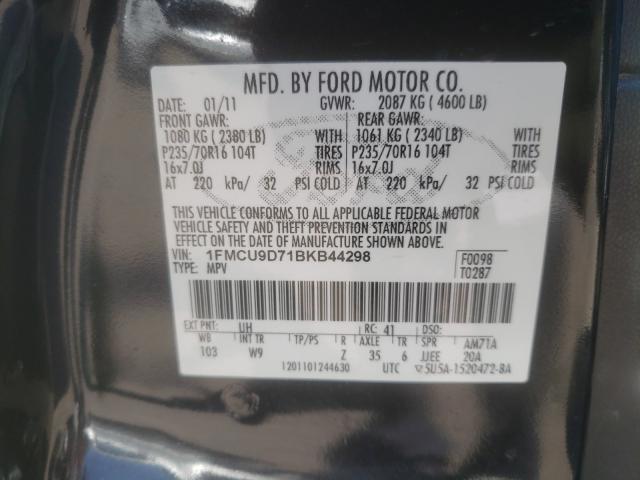 MFD. BY FORD MOTOR CO.
DATE: 01/11 GVWR: 2087 KG ( 4600 LB)
FRONT GAWR: REAR GAWR:
1080 KG ( 2380 LB) WITH 1061 KG ( 2340 LB) WITH
P235/70R16 104T TIRES P235/70R16 104T TIRES
16x7.0J RIMS 16x7.0J RIMS
AT 220 kPa/ 32 PSI COLD AT 220 kPa/ 32 PSI COLD
THIS VEHICLE CONFORMS TO ALL APPLICABLE FEDERAL MOTOR
VEHICLE SAFETY AND THEFT PREVENTION STANDARDS IN
EFFECT ON THE DATE OF MANUFACTURE SHOWN ABOVE.
VIN: 1FMCU9D71BKB44298 F0098
TYPE: MPV T0287
EXT PNT: UH RC: 41 DSO:
WB INT TR TP/PS R AXLE TR SPR AM71A
103 W9 Z 35 6 JJEE 20A
1201101244630 UTC 5U5A-1520472-BA